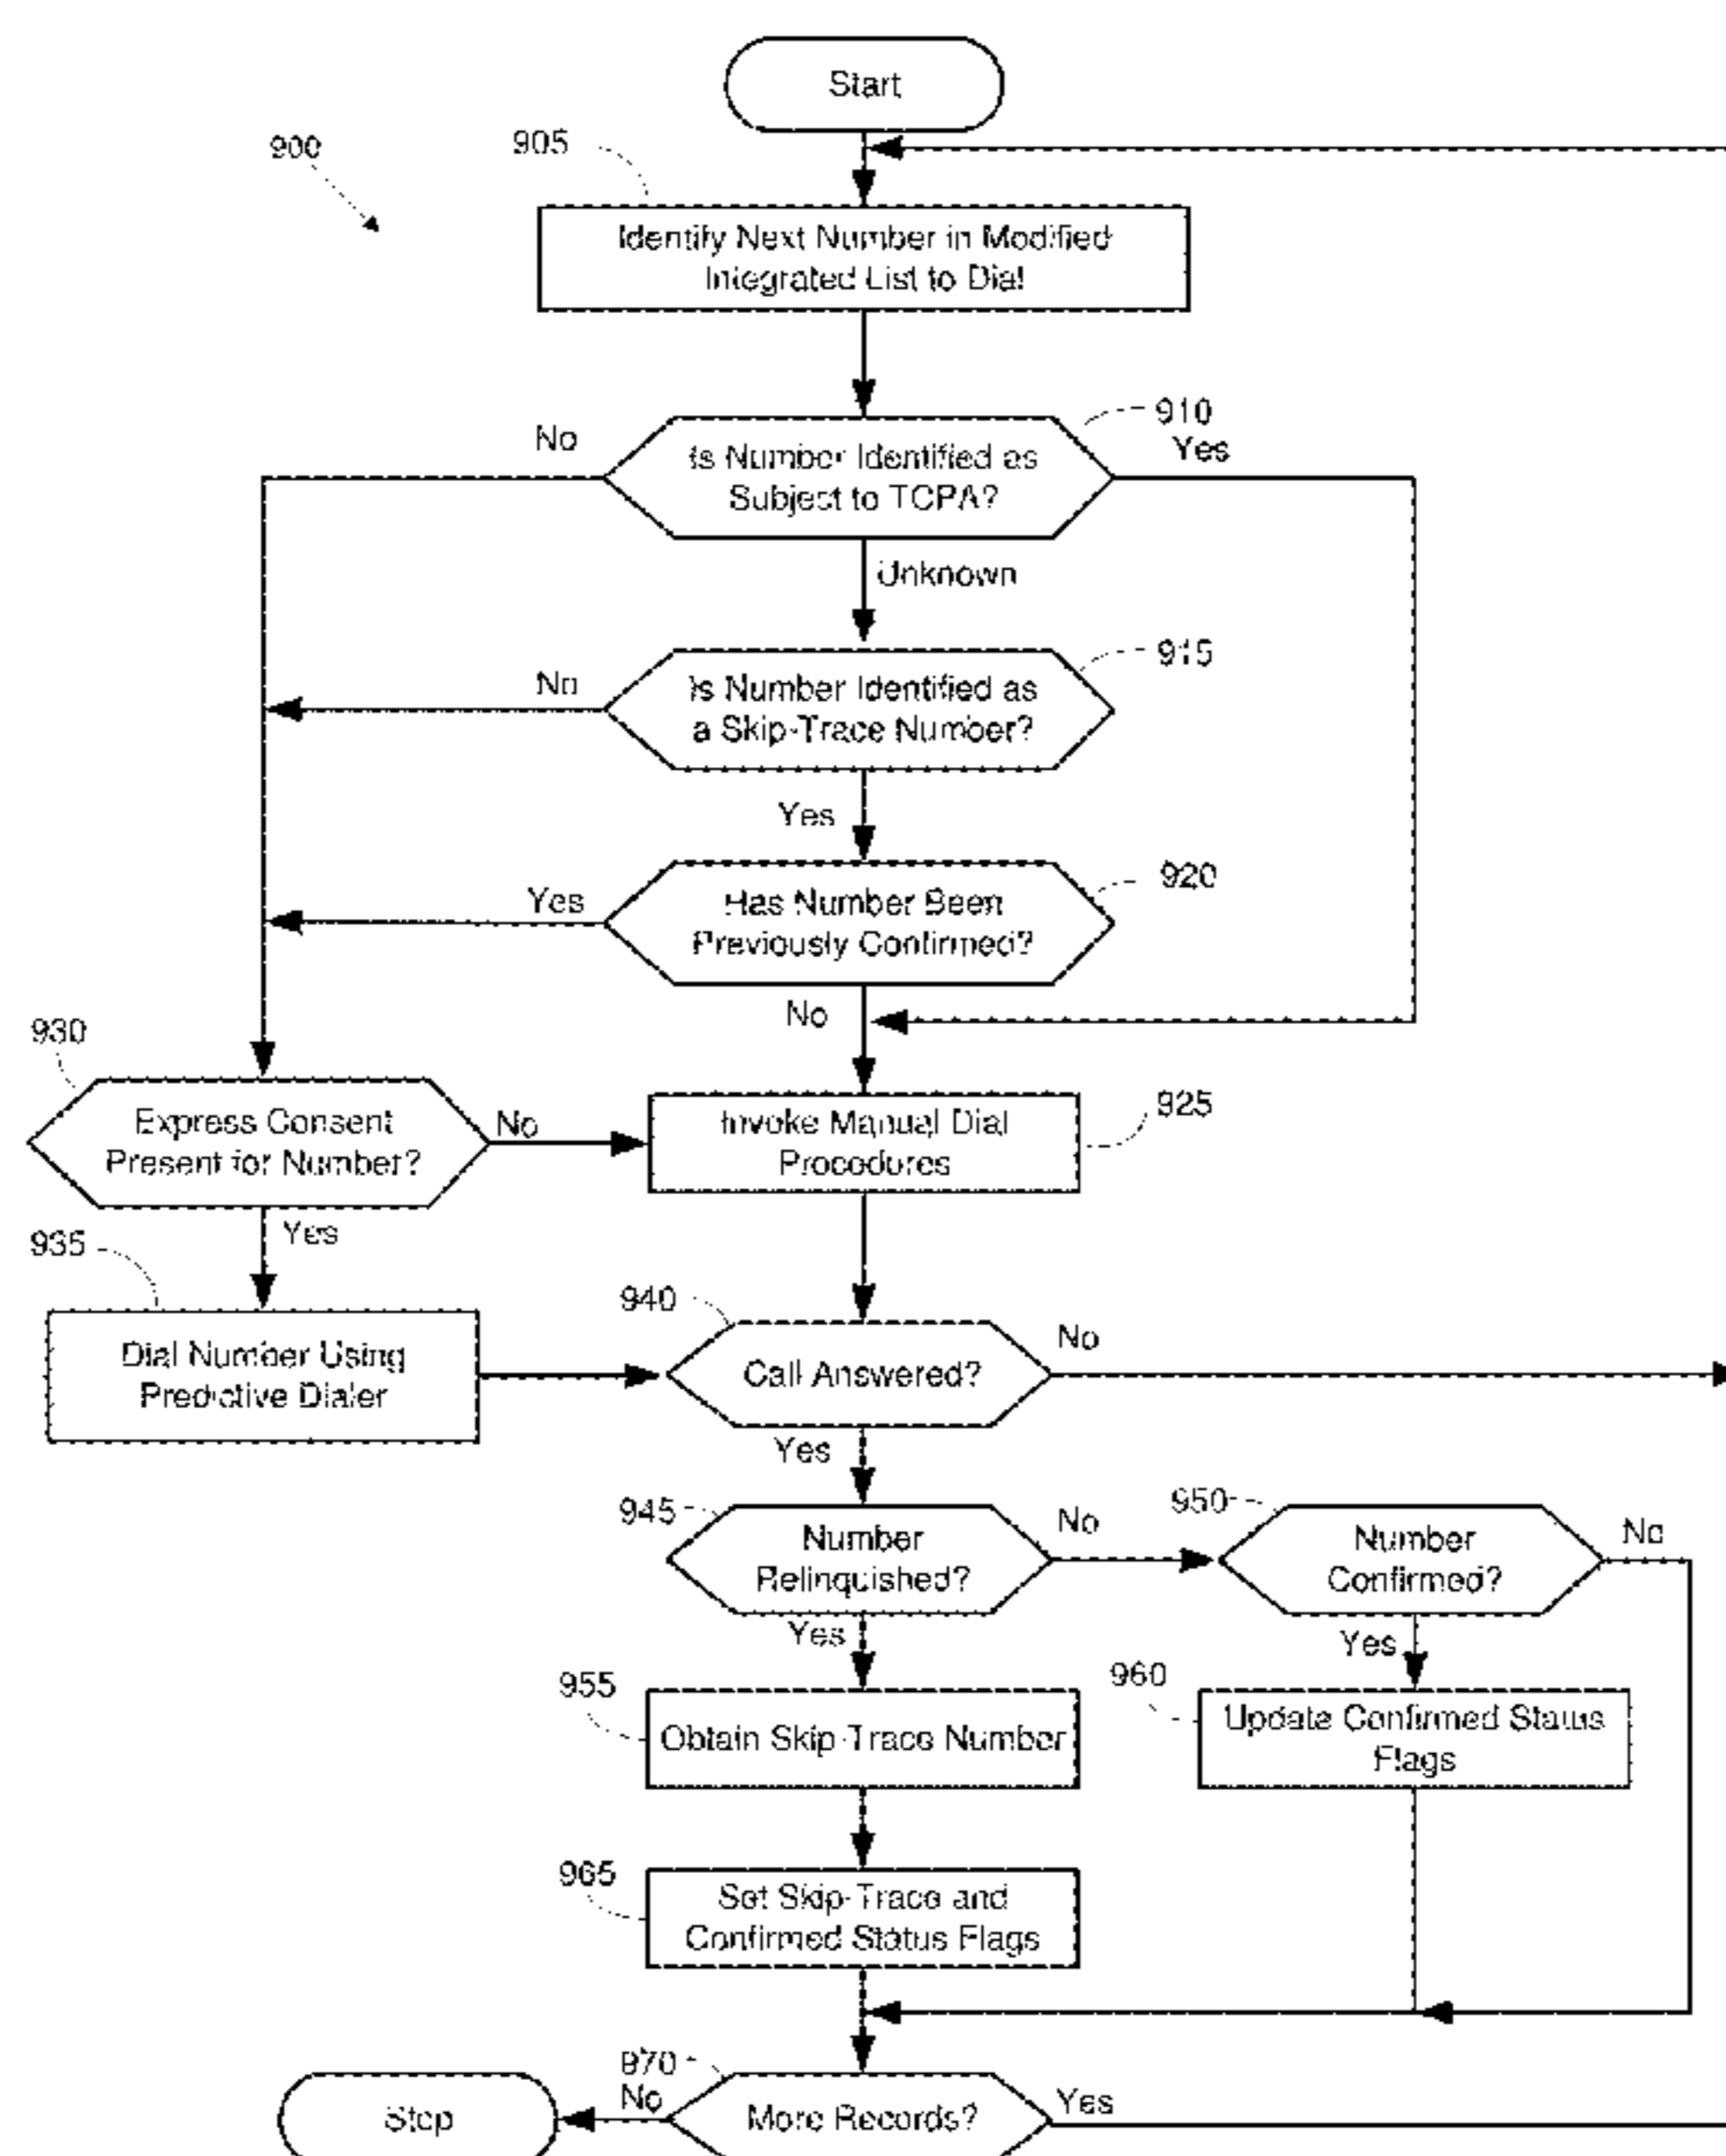 Start
900
905
Identify Next Number in Modified
Integrated List to Dial
910
No
Yes
Is Number Identified as
Subject to TCPA?
Unknown
915
No
Is Number Identified as
a Skip-Trace Number?
Yes
920
Yes
Has Number Been
Previously Confirmed?
No
930
Express Consent
Present for Number?
No
925
Invoke Manual Dial
Procedures
Yes
935
Dial Number Using
Predictive Dialer
940
Call Answered?
No
Yes
945
Number
Relinquished?
No
950
Number
Confirmed?
No
Yes
Yes
955
Obtain Skip-Trace Number
960
Update Confirmed Status
Flags
965
Set Skip-Trace and
Confirmed Status Flags
970
No
Stop
More Records?
Yes